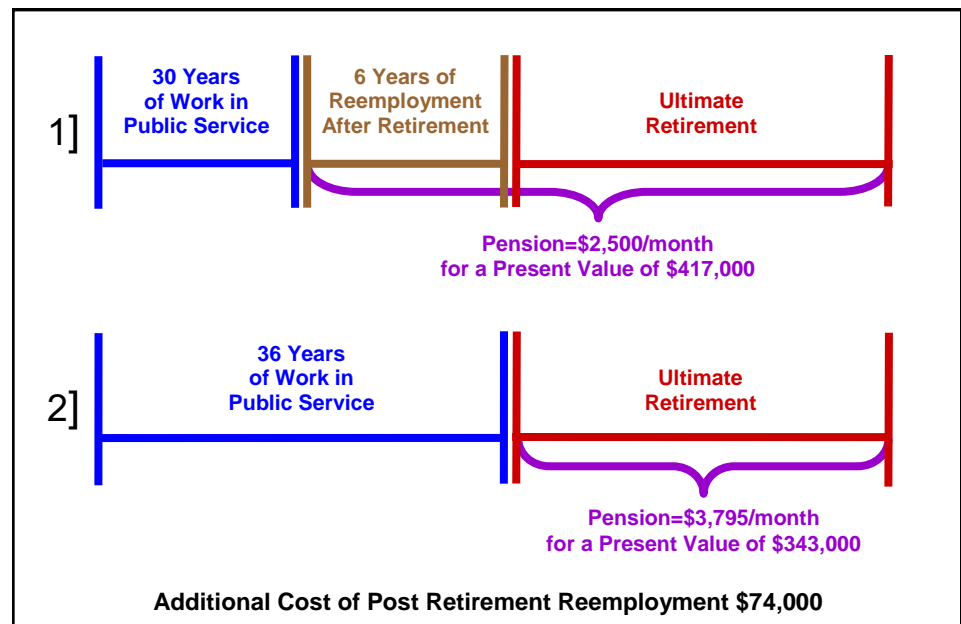 1]
30 Years
of Work in
Public Service
6 Years of
Reemployment
After Retirement
Ultimate
Retirement
Pension=$2,500/month
for a Present Value of $417,000
2]
36 Years
of Work in
Public Service
Ultimate
Retirement
Pension=$3,795/month
for a Present Value of $343,000
Additional Cost of Post Retirement Reemployment $74,000